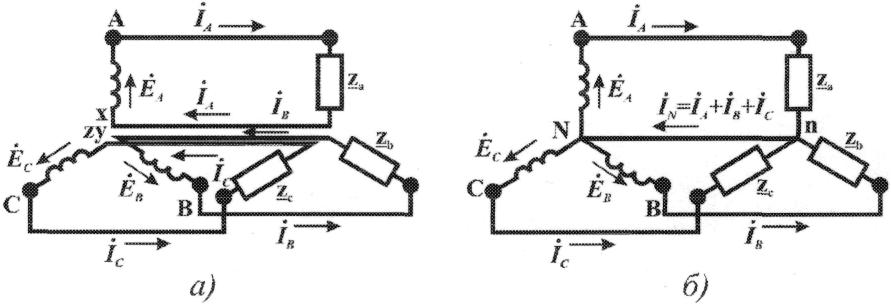 A
İ_A
Ė_A
İ_A
İ_B
z_a
x
zy
Ė_C
Ė_B
İ_C
z_b
z_c
C
B
İ_B
İ_C
а)
A
İ_A
Ė_A
z_a
İ_N=İ_A+İ_B+İ_C
N
n
z_b
Ė_C
Ė_B
z_c
C
B
İ_B
İ_C
б)